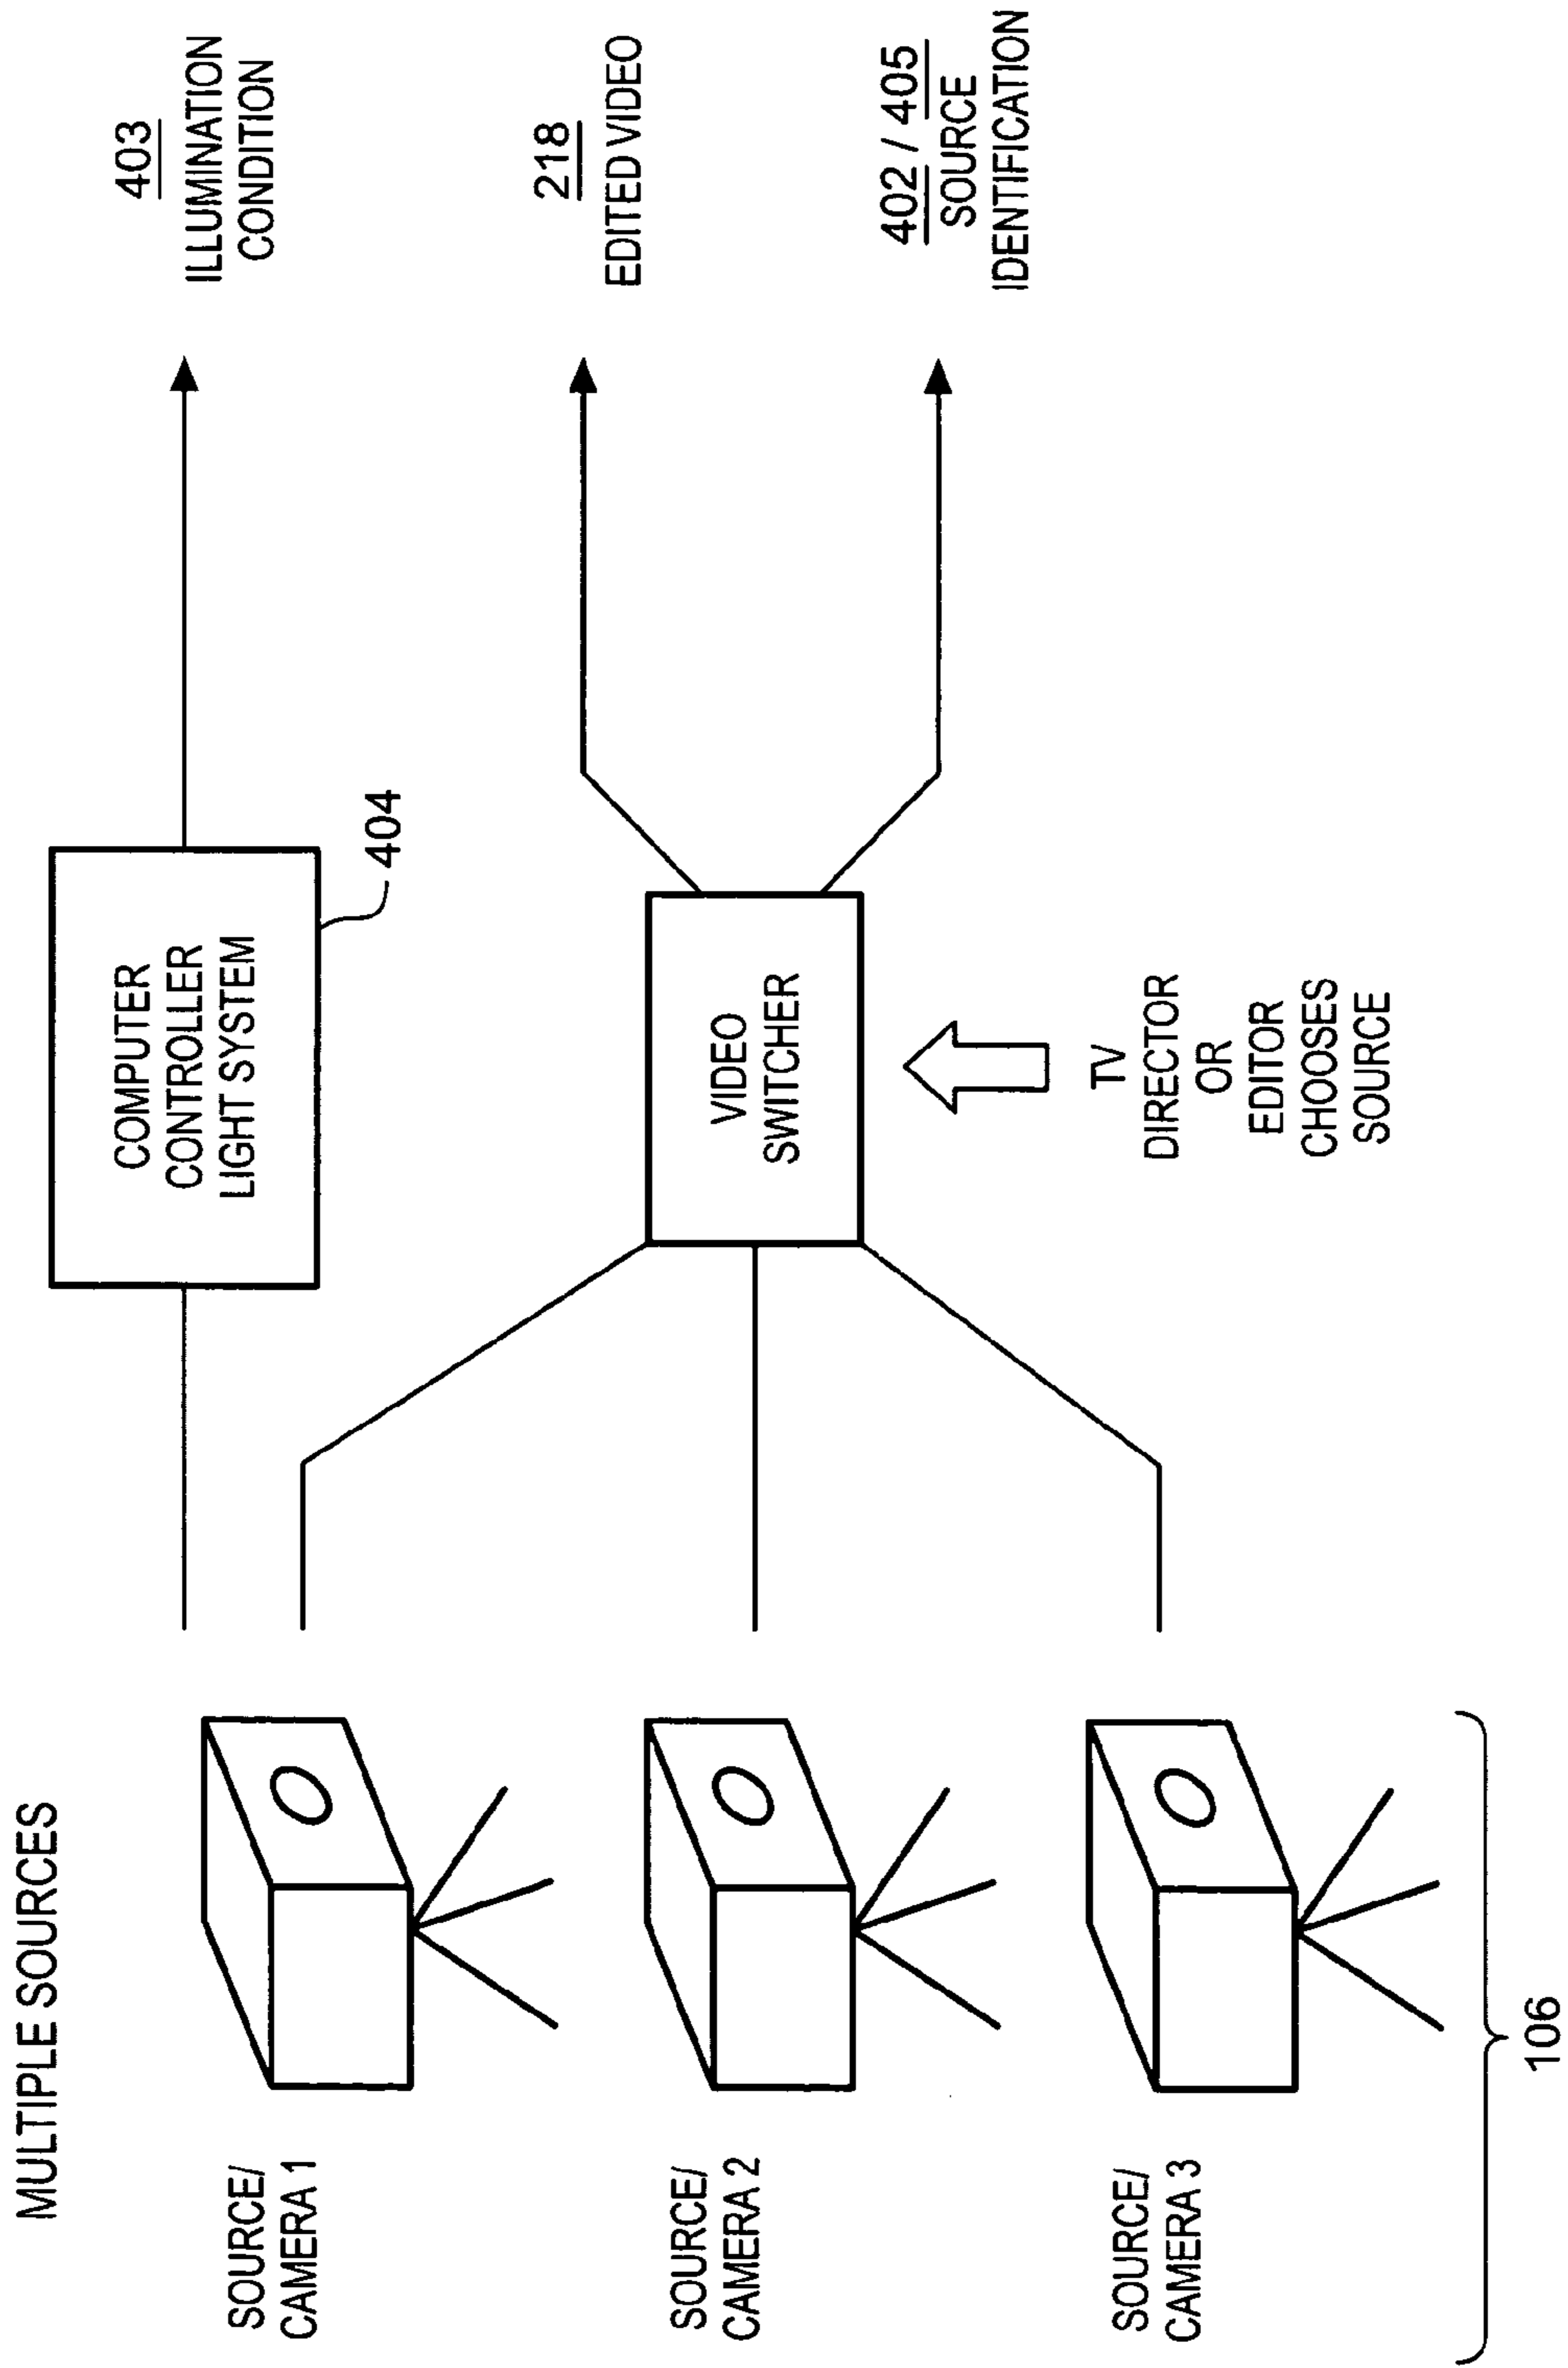 MULTIPLE SOURCES
SOURCE/
CAMERA 1
SOURCE/
CAMERA 2
SOURCE/
CAMERA 3
106
COMPUTER
CONTROLLER
LIGHT SYSTEM
404
VIDEO
SWITCHER
TV
DIRECTOR
OR
EDITOR
CHOOSES
SOURCE
403
ILLUMINATION
CONDITION
218
EDITED VIDEO
402 / 405
SOURCE
IDENTIFICATION